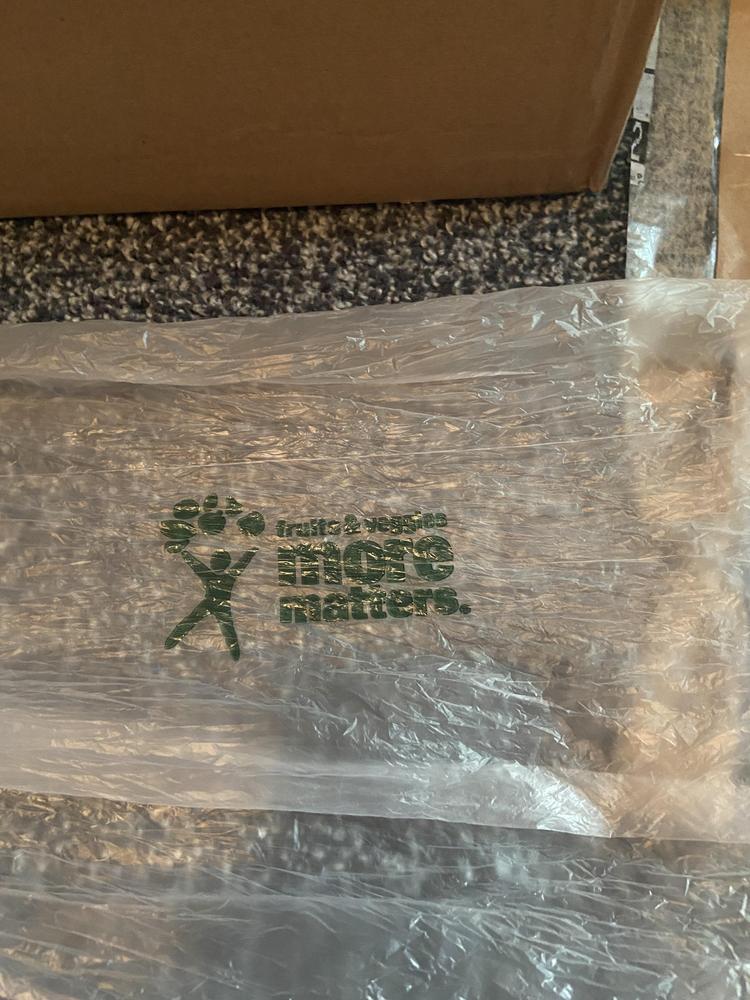 fruits & veggies
more
matters.